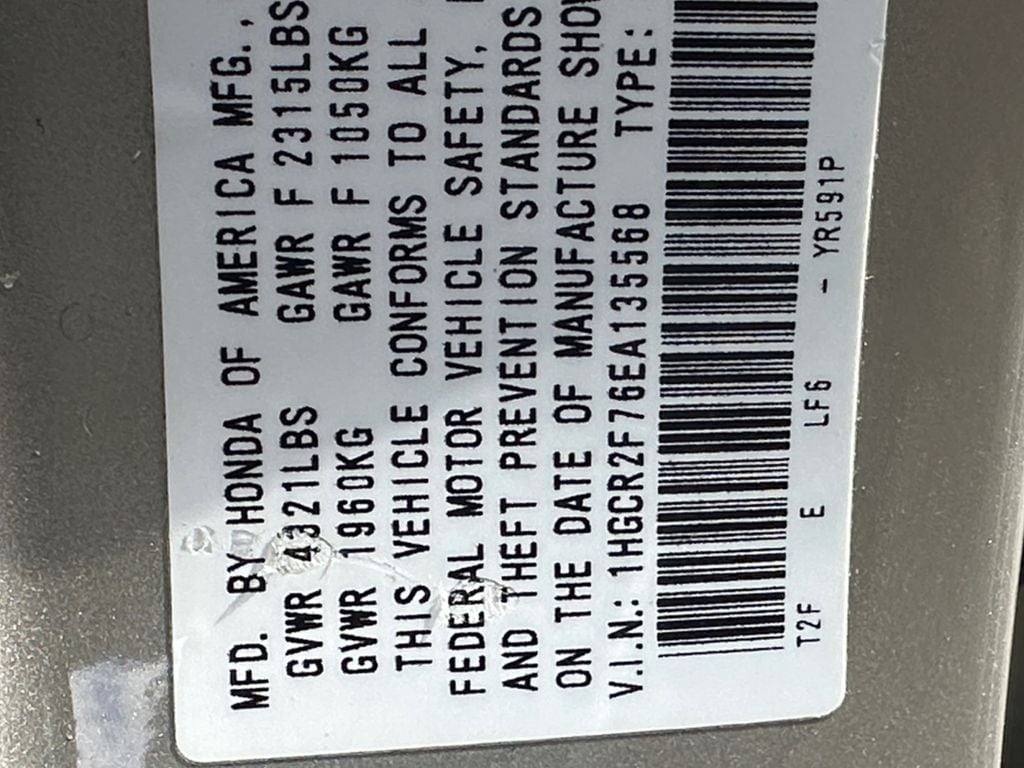 MFD. BY HONDA OF AMERICA MFG.,
GVWR 4321LBS GAWR F 2315LBS
GVWR 1960KG GAWR F 1050KG
THIS VEHICLE CONFORMS TO ALL
FEDERAL MOTOR VEHICLE SAFETY,
AND THEFT PREVENTION STANDARDS
ON THE DATE OF MANUFACTURE SHOW
V.I.N.: 1HGCR2F76EA135568 TYPE:
T2F E LF6 - YR591P